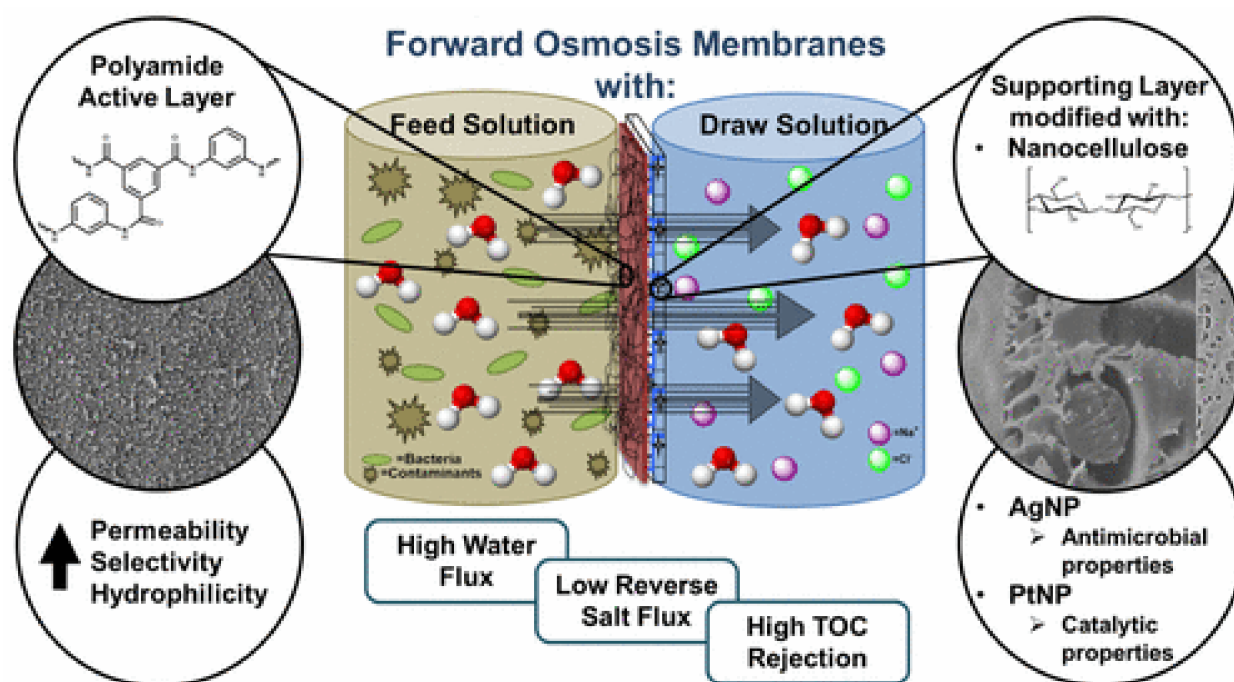 Forward Osmosis Membranes
with:
Polyamide
Active Layer
Feed Solution
Draw Solution
Supporting Layer
modified with:
• Nanocellulose
=Bacteria
=Contaminants
=Na⁺
=Cl⁻
Permeability
Selectivity
Hydrophilicity
High Water
Flux
Low Reverse
Salt Flux
High TOC
Rejection
• AgNP
➢ Antimicrobial
properties
• PtNP
➢ Catalytic
properties